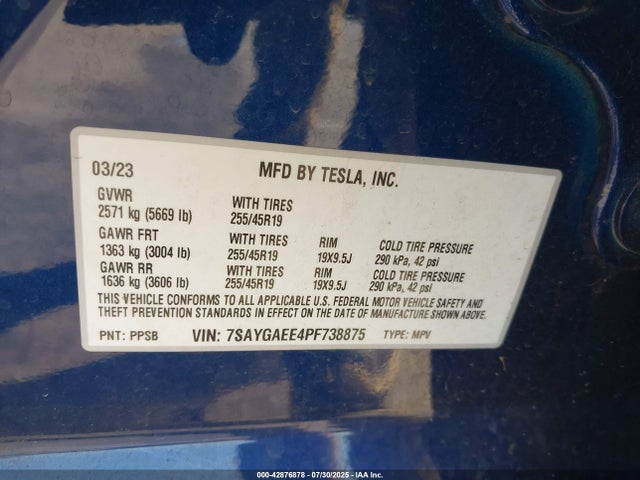 03/23 MFD BY TESLA, INC.
GVWR WITH TIRES
2571 kg (5669 lb) 255/45R19
GAWR FRT WITH TIRES RIM COLD TIRE PRESSURE
1363 kg (3004 lb) 255/45R19 19X9.5J 290 kPa, 42 psi
GAWR RR WITH TIRES RIM COLD TIRE PRESSURE
1636 kg (3606 lb) 255/45R19 19X9.5J 290 kPa, 42 psi
THIS VEHICLE CONFORMS TO ALL APPLICABLE U.S. FEDERAL MOTOR VEHICLE SAFETY AND
THEFT PREVENTION STANDARDS IN EFFECT ON THE DATE OF MANUFACTURE SHOWN ABOVE.
PNT: PPSB VIN: 7SAYGAEE4PF738875 TYPE: MPV
000-42876878 - 07/30/2025 - IAA Inc.